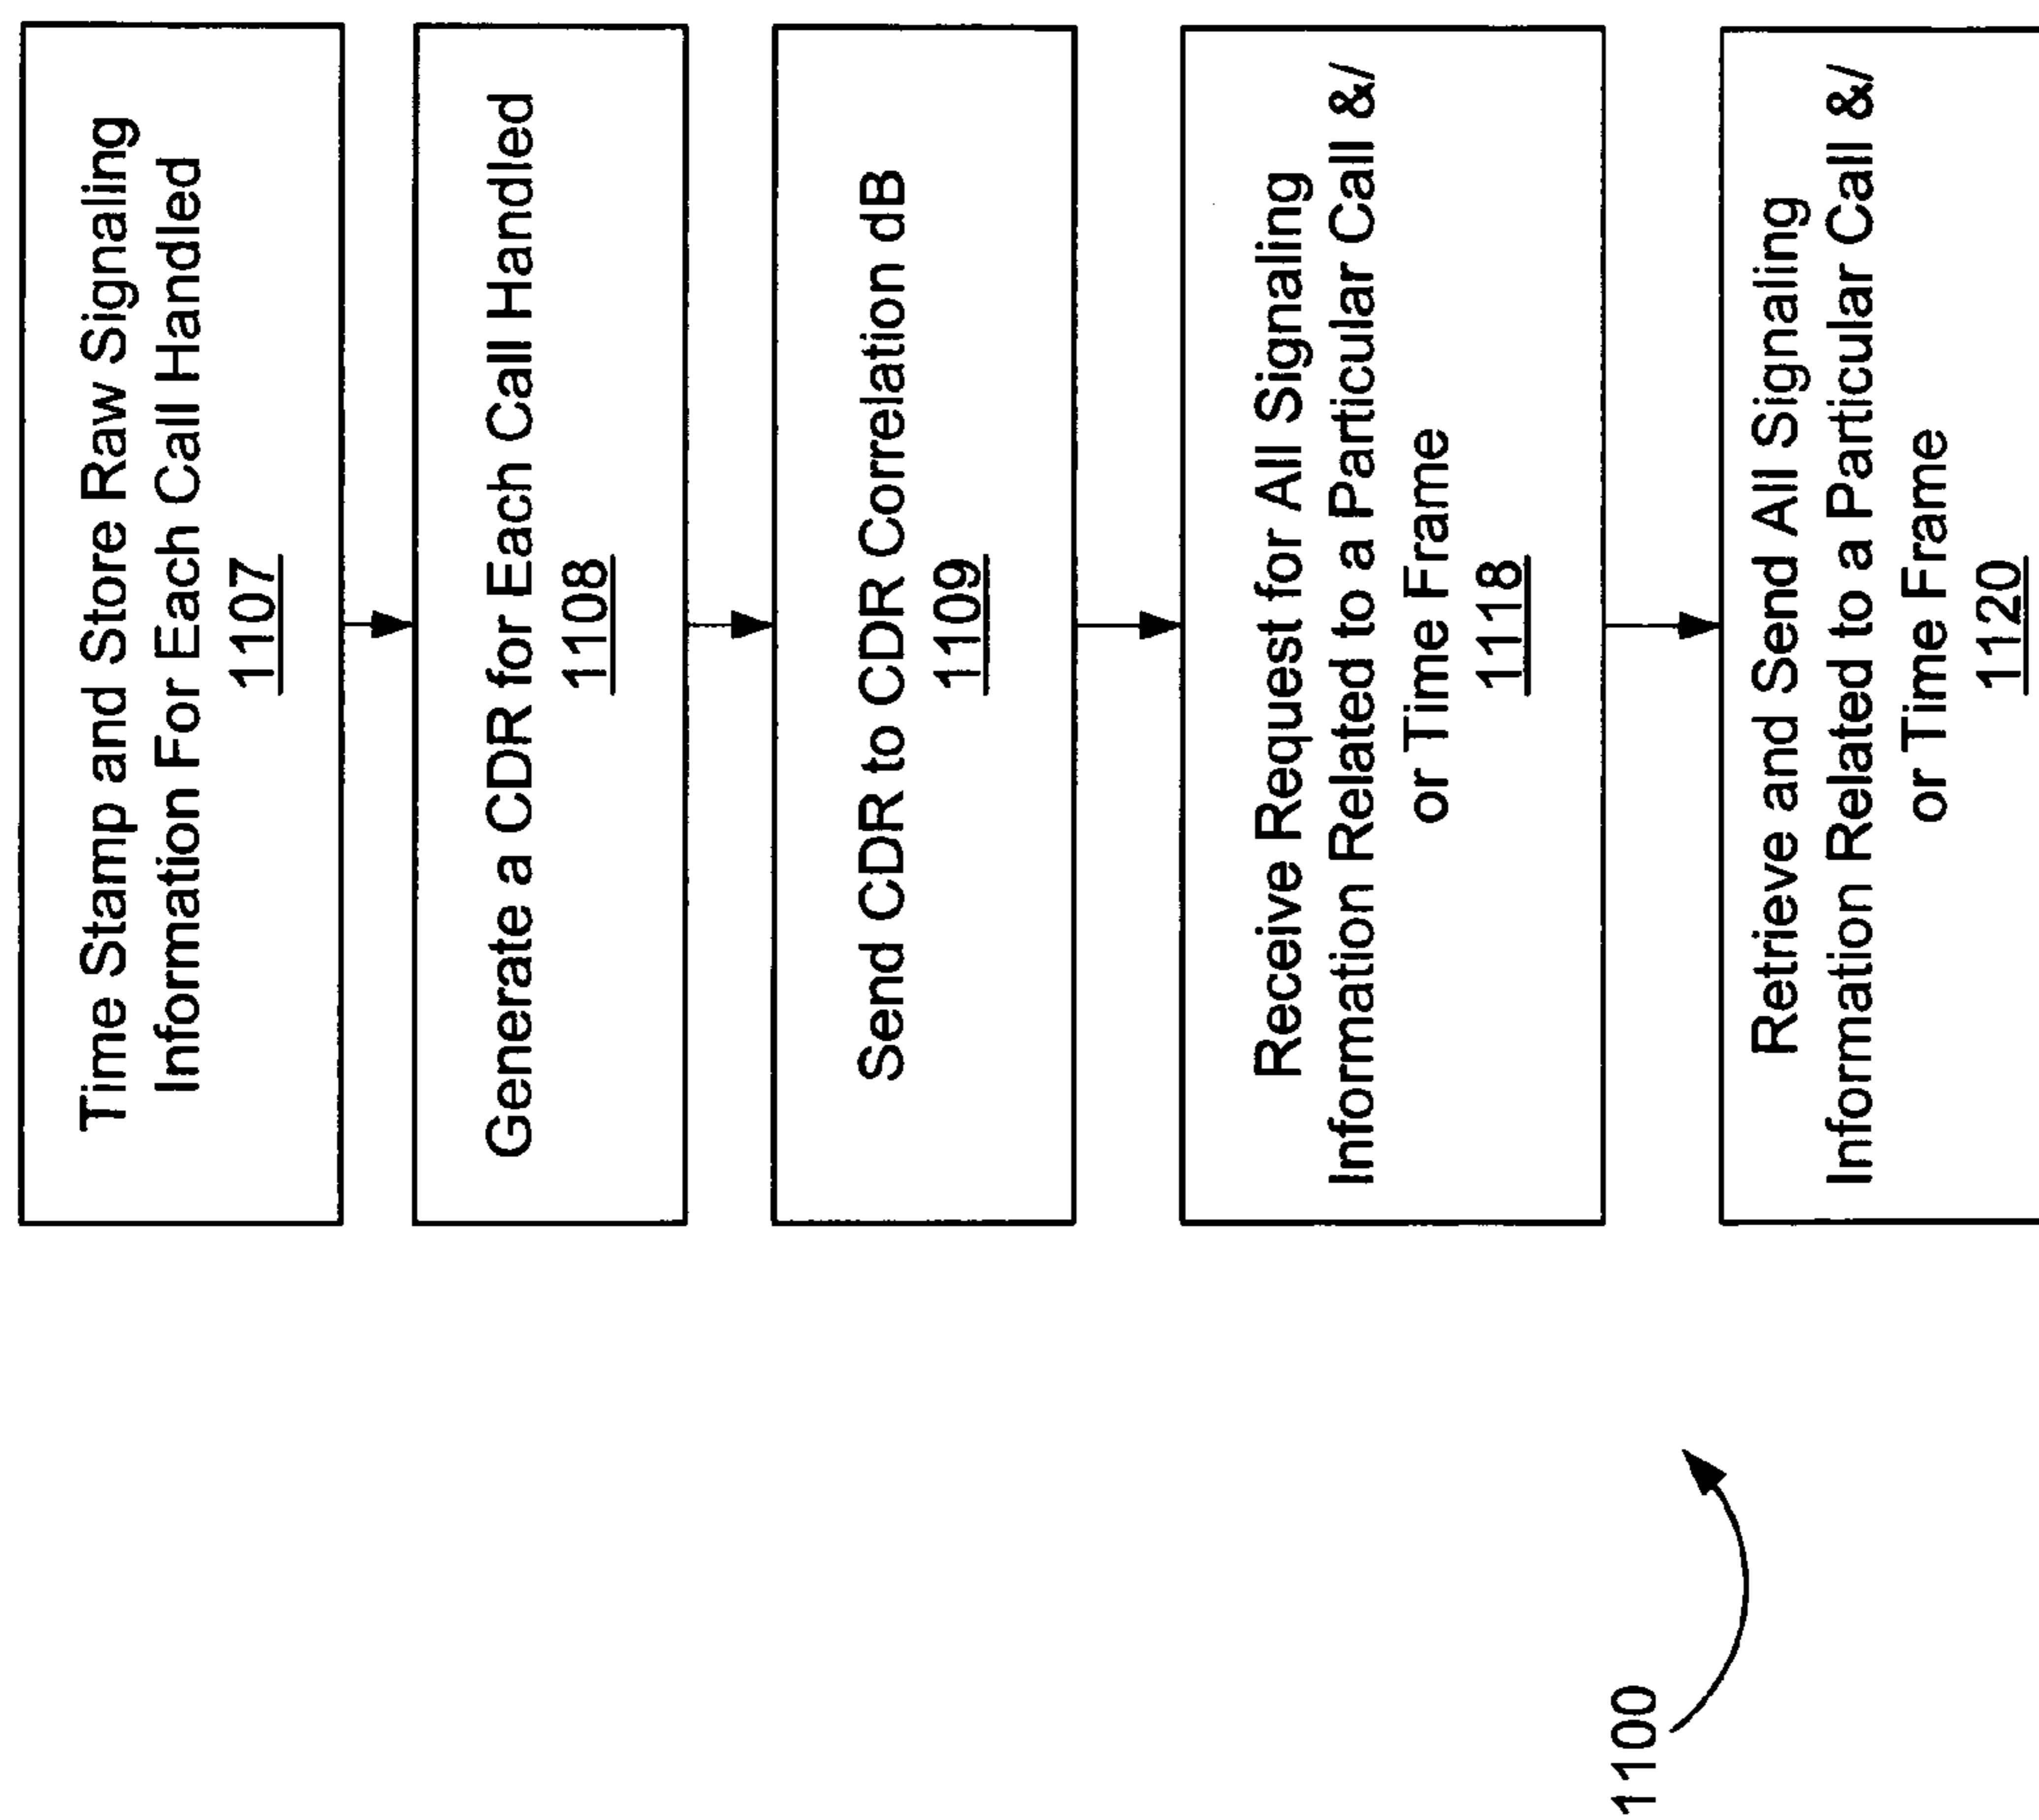 Time Stamp and Store Raw Signaling
Information For Each Call Handled
1107
Generate a CDR for Each Call Handled
1108
Send CDR to CDR Correlation dB
1109
Receive Request for All Signaling
Information Related to a Particular Call &/
or Time Frame
1118
Retrieve and Send All Signaling
Information Related to a Particular Call &/
or Time Frame
1120
1100